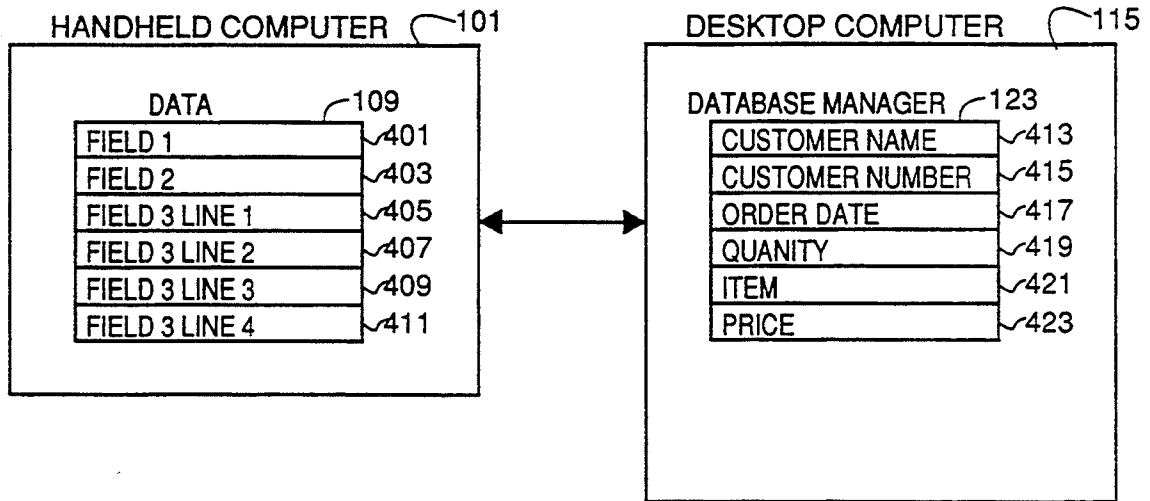 HANDHELD COMPUTER 101
DATA 109
FIELD 1 401
FIELD 2 403
FIELD 3 LINE 1 405
FIELD 3 LINE 2 407
FIELD 3 LINE 3 409
FIELD 3 LINE 4 411
DESKTOP COMPUTER 115
DATABASE MANAGER 123
CUSTOMER NAME 413
CUSTOMER NUMBER 415
ORDER DATE 417
QUANITY 419
ITEM 421
PRICE 423